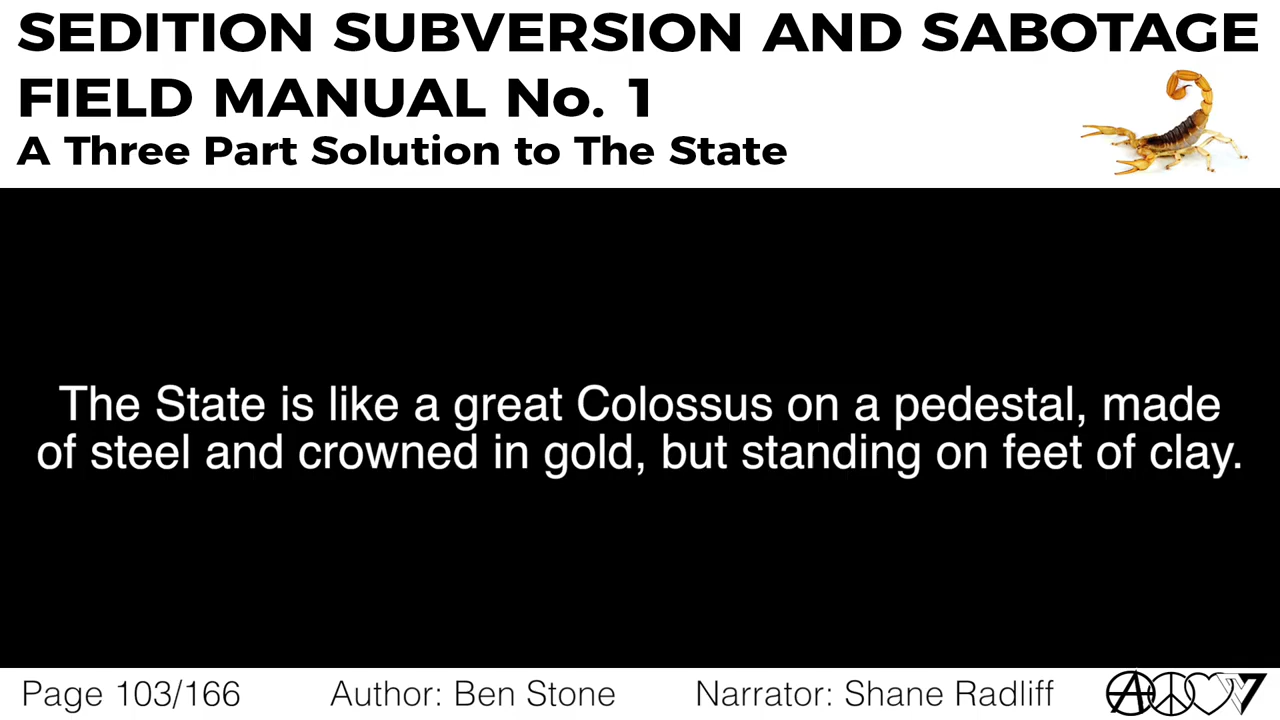 SEDITION SUBVERSION AND SABOTAGE
FIELD MANUAL No. 1
A Three Part Solution to The State
The State is like a great Colossus on a pedestal, made
of steel and crowned in gold, but standing on feet of clay.
Page 103/166 Author: Ben Stone Narrator: Shane Radliff